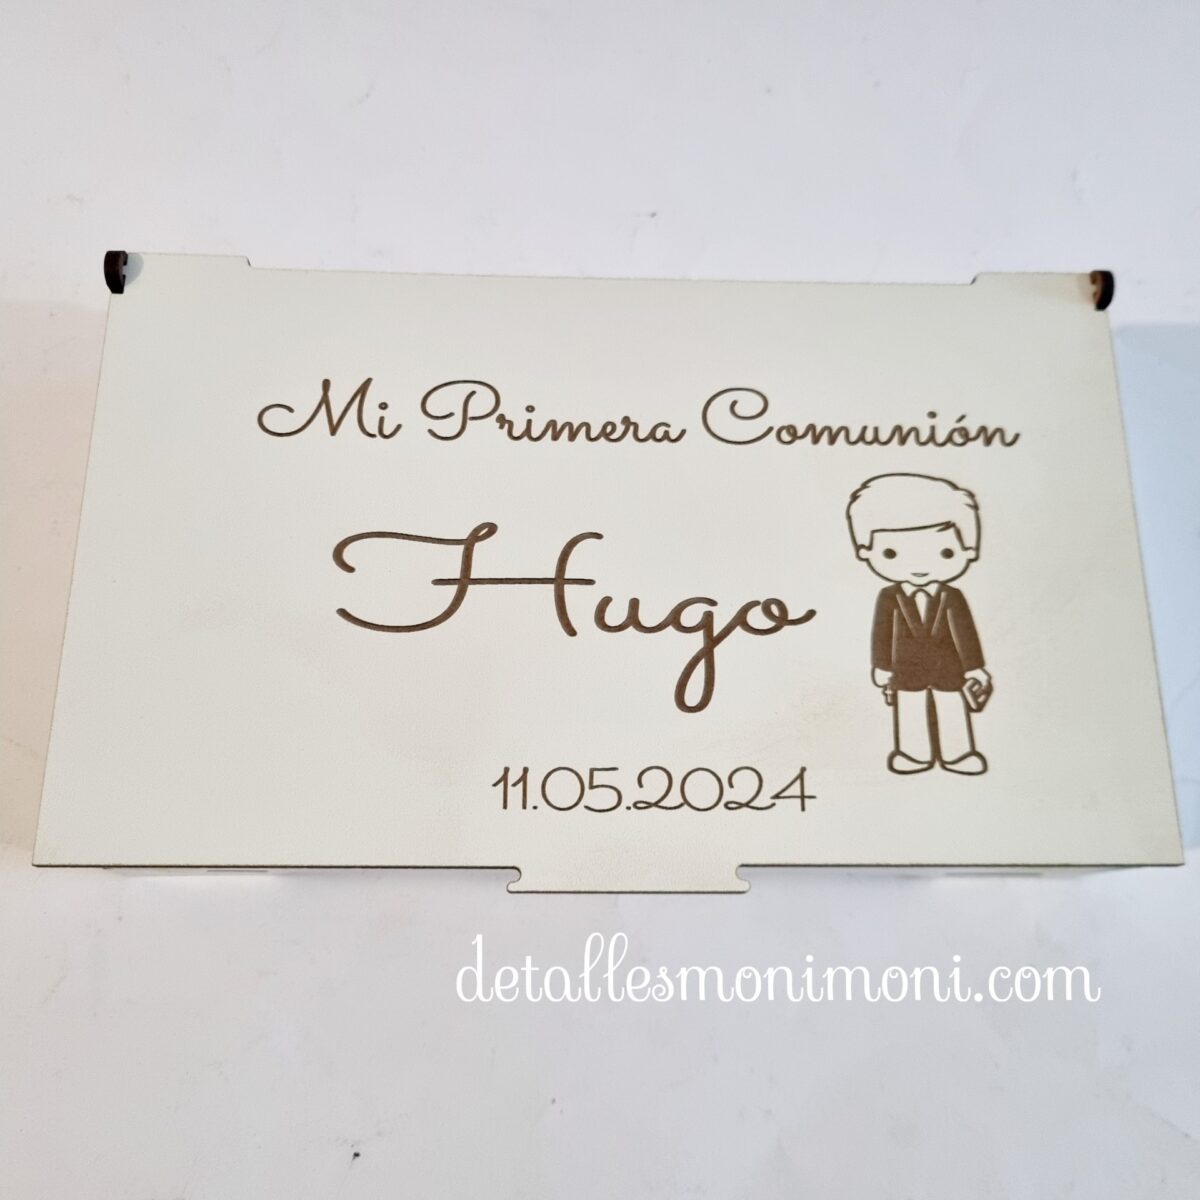 Mi Primera Comunión
Hugo
11.05.2024
detallesmonimoni.com